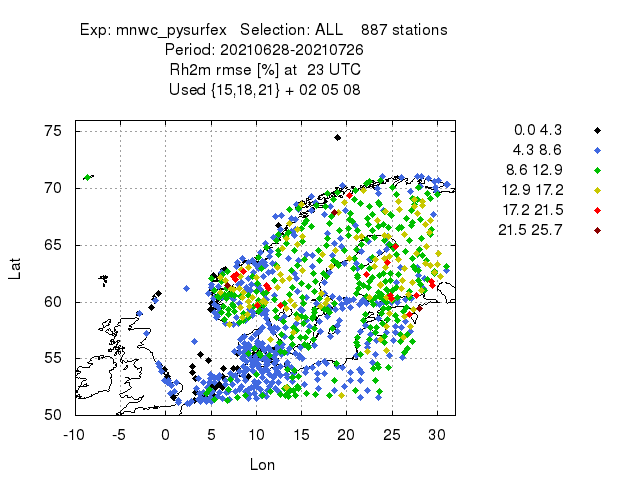 Exp: mnwc_pysurfex   Selection: ALL    887 stations
Period: 20210628-20210726
Rh2m rmse [%] at  23 UTC
Used {15,18,21} + 02 05 08
0.0 4.3
4.3 8.6
8.6 12.9
12.9 17.2
17.2 21.5
21.5 25.7
75
70
65
60
55
50
Lat
-10 -5 0 5 10 15 20 25 30
Lon